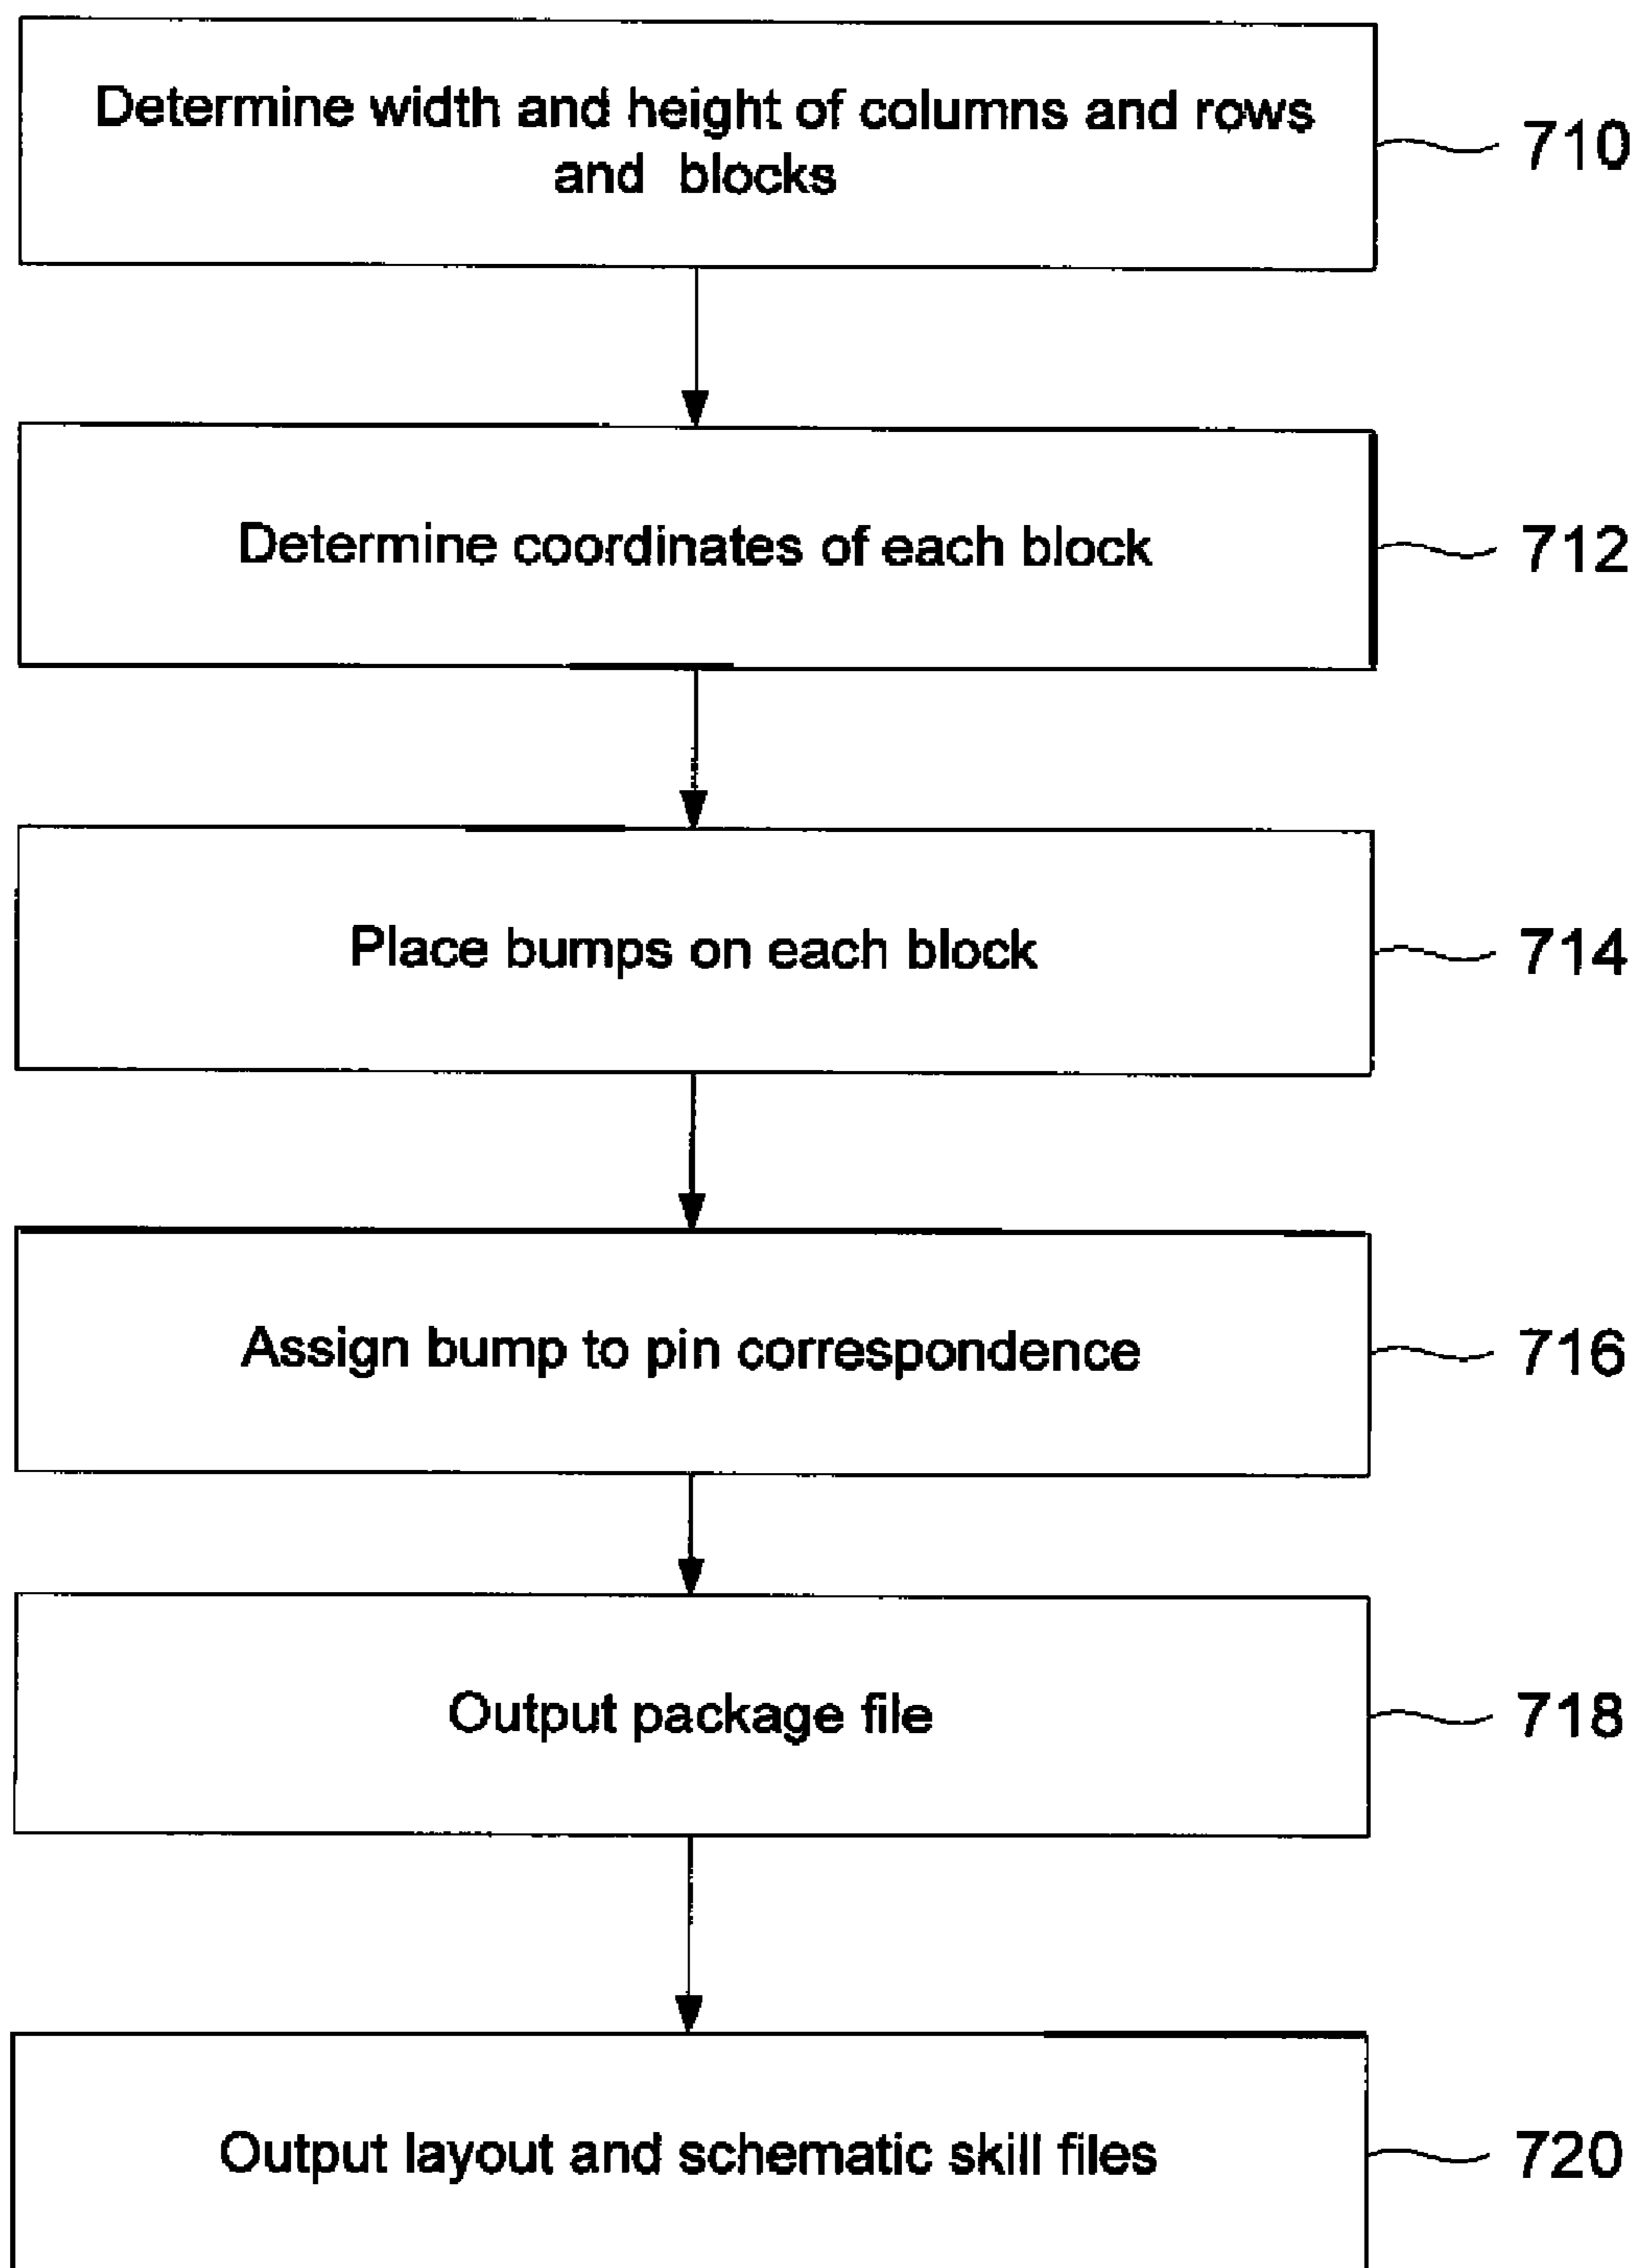 Determine width and height of columns and rows
and blocks
710
Determine coordinates of each block
712
Place bumps on each block
714
Assign bump to pin correspondence
716
Output package file
718
Output layout and schematic skill files
720